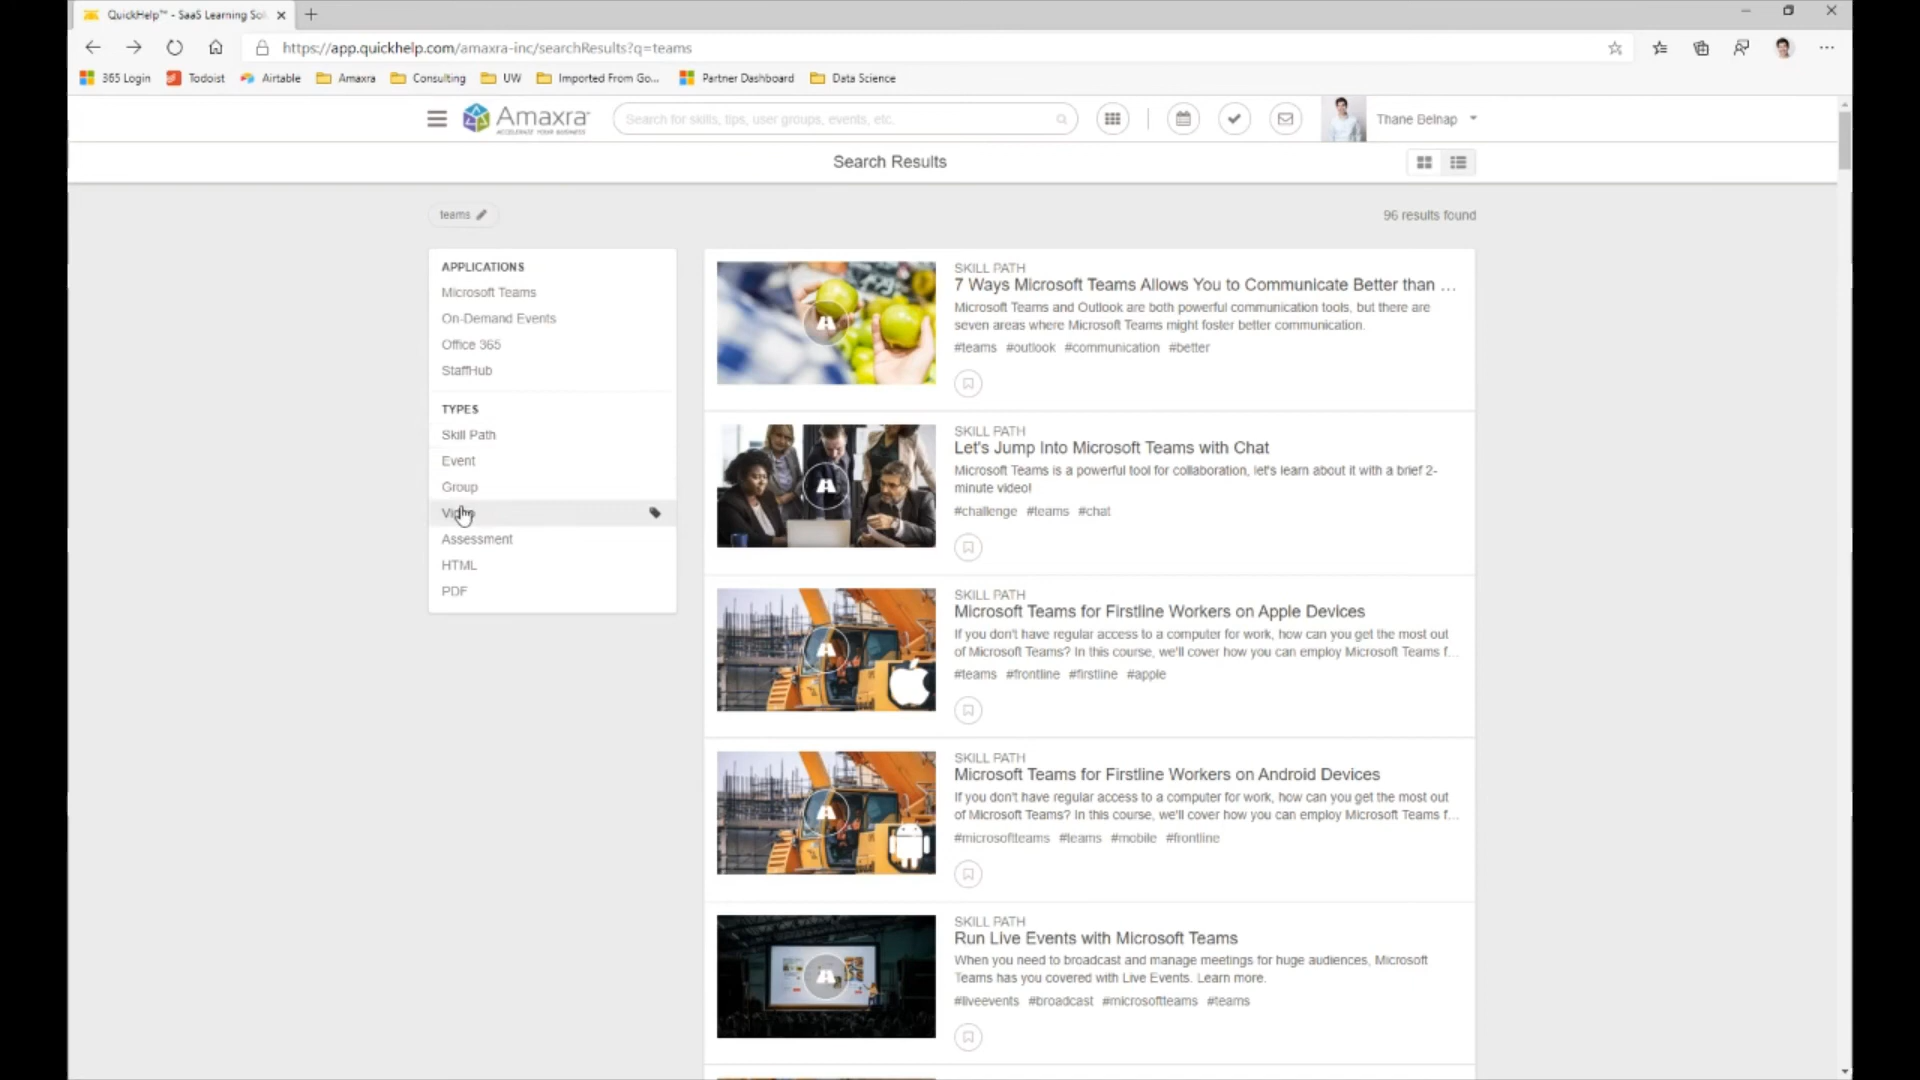 QuickHelp™ - SaaS Learning Sol
https://app.quickhelp.com/amaxra-inc/searchResults?q=teams
365 Login
Todoist
Airtable
Amaxra
Consulting
UW
Imported From Go...
Partner Dashboard
Data Science
Amaxra
ACCELERATE YOUR BUSINESS
Search for skills, tips, user groups, events, etc.
Thane Belnap
Search Results
teams
96 results found
APPLICATIONS
Microsoft Teams
On-Demand Events
Office 365
StaffHub
TYPES
Skill Path
Event
Group
Video
Assessment
HTML
PDF
SKILL PATH
7 Ways Microsoft Teams Allows You to Communicate Better than ...
Microsoft Teams and Outlook are both powerful communication tools, but there are
seven areas where Microsoft Teams might foster better communication.
#teams #outlook #communication #better
SKILL PATH
Let's Jump Into Microsoft Teams with Chat
Microsoft Teams is a powerful tool for collaboration, let's learn about it with a brief 2-
minute video!
#challenge #teams #chat
SKILL PATH
Microsoft Teams for Firstline Workers on Apple Devices
If you don't have regular access to a computer for work, how can you get the most out
of Microsoft Teams? In this course, we'll cover how you can employ Microsoft Teams f...
#teams #frontline #firstline #apple
SKILL PATH
Microsoft Teams for Firstline Workers on Android Devices
If you don't have regular access to a computer for work, how can you get the most out
of Microsoft Teams? In this course, we'll cover how you can employ Microsoft Teams f...
#microsoftteams #teams #mobile #frontline
SKILL PATH
Run Live Events with Microsoft Teams
When you need to broadcast and manage meetings for huge audiences, Microsoft
Teams has you covered with Live Events. Learn more.
#liveevents #broadcast #microsoftteams #teams